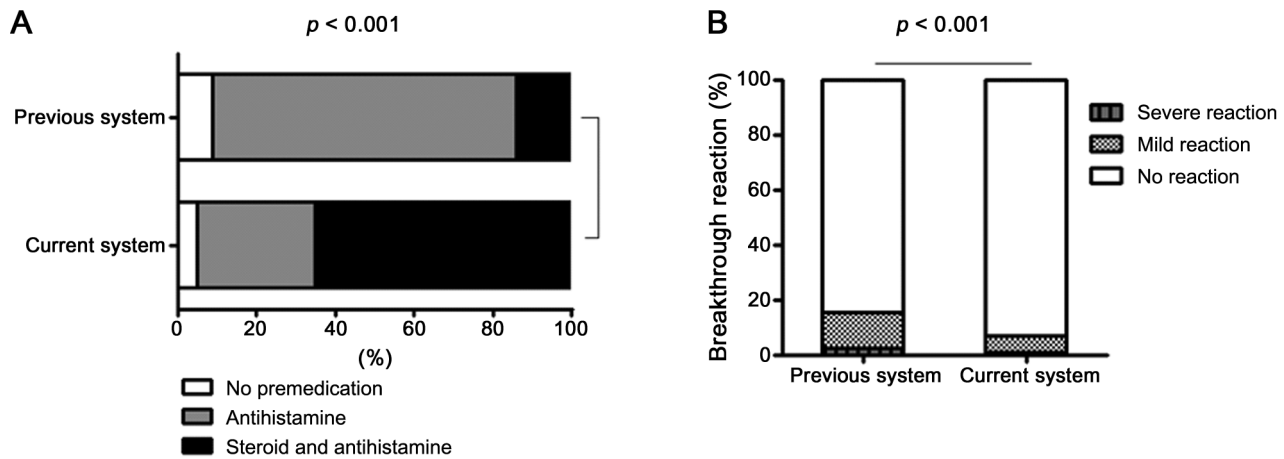 A
p < 0.001
Previous system
Current system
0 20 40 60 80 100
(%)
No premedication
Antihistamine
Steroid and antihistamine
B
p < 0.001
Breakthrough reaction (%)
100
80
60
40
20
0
Previous system Current system
Severe reaction
Mild reaction
No reaction